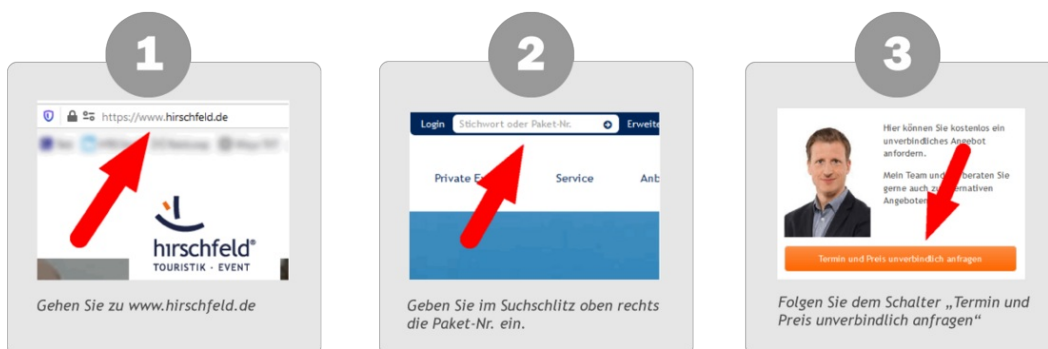 1
https://www.hirschfeld.de
hirschfeld®
TOURISTIK · EVENT
Gehen Sie zu www.hirschfeld.de
2
Login Stichwort oder Paket-Nr. Erweite
Private E
Service
Anb
Geben Sie im Suchschlitz oben rechts
die Paket-Nr. ein.
3
Hier können Sie kostenlos ein
unverbindliches Angebot
anfordern.
Mein Team und beraten Sie
gerne auch zu
Angeboten
Termin und Preis unverbindlich anfragen
Folgen Sie dem Schalter „Termin und
Preis unverbindlich anfragen“